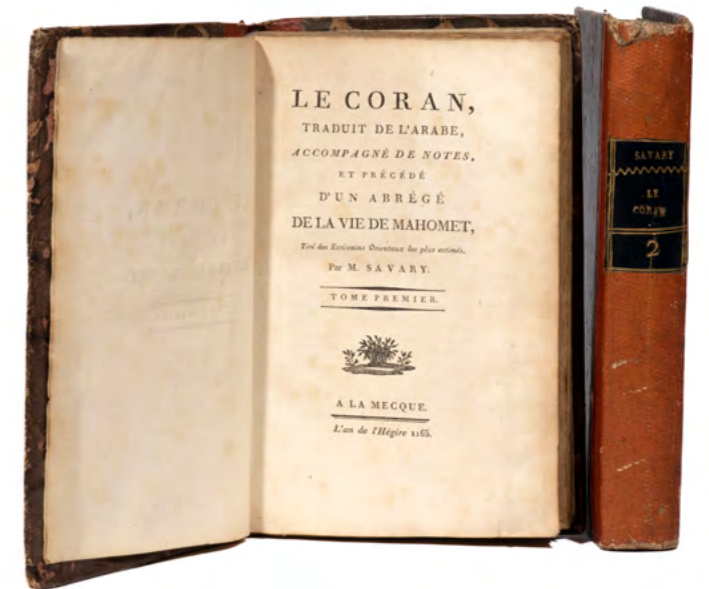 LE CORAN,
TRADUIT DE L'ARABE,
ACCOMPAGNÉ DE NOTES,
ET PRÉCÉDÉ
D'UN ABRÉGÉ
DE LA VIE DE MAHOMET,
Tiré des Ecrivains Orientaux les plus estimés.
Par M. SAVARY.
TOME PREMIER.
A LA MECQUE.
L'an de l'Hégire 1165.
SAVARY
LE
CORAN
2